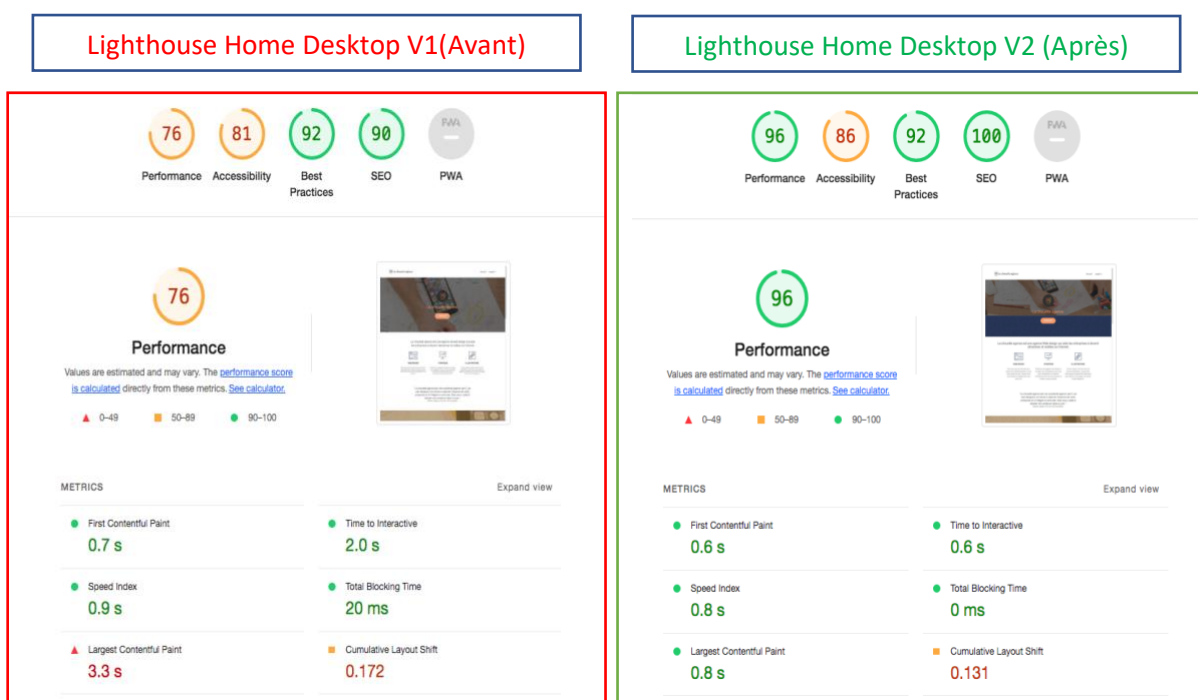 Lighthouse Home Desktop V1(Avant)
76 81 92 90 PWA
Performance Accessibility Best Practices SEO PWA
76
Performance
Values are estimated and may vary. The performance score
is calculated directly from these metrics. See calculator.
0–49 50–89 90–100
METRICS Expand view
First Contentful Paint
0.7 s
Time to Interactive
2.0 s
Speed Index
0.9 s
Total Blocking Time
20 ms
Largest Contentful Paint
3.3 s
Cumulative Layout Shift
0.172
Lighthouse Home Desktop V2 (Après)
96 86 92 100 PWA
Performance Accessibility Best Practices SEO PWA
96
Performance
Values are estimated and may vary. The performance score
is calculated directly from these metrics. See calculator.
0–49 50–89 90–100
METRICS Expand view
First Contentful Paint
0.6 s
Time to Interactive
0.6 s
Speed Index
0.8 s
Total Blocking Time
0 ms
Largest Contentful Paint
0.8 s
Cumulative Layout Shift
0.131